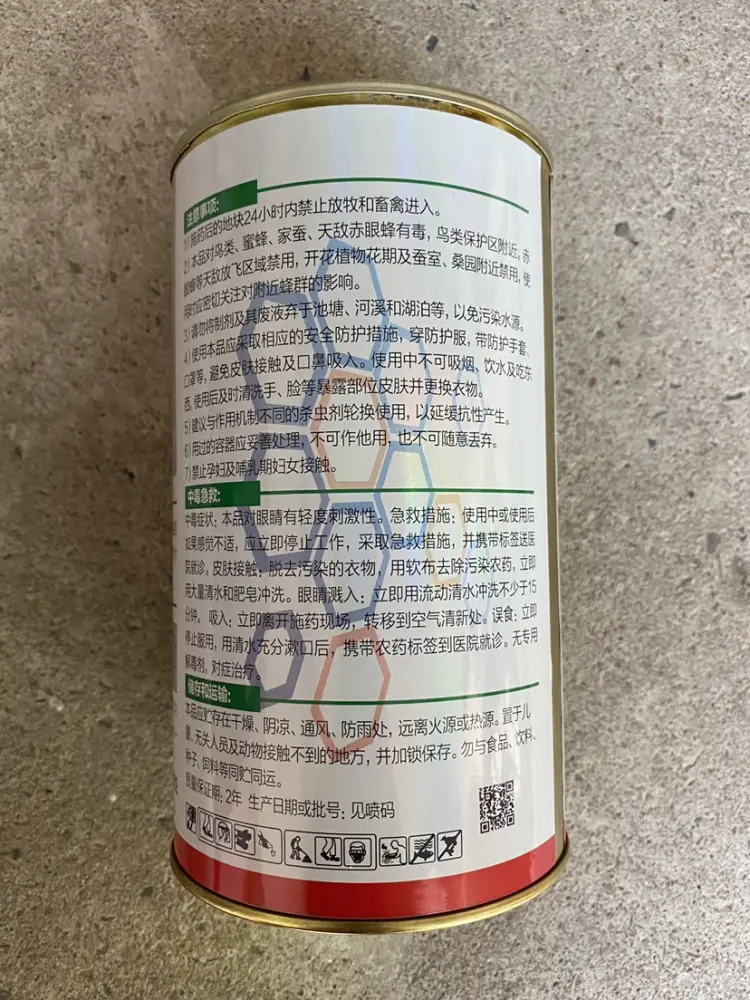 注意事项:
1) 施药后的地块24小时内禁止放牧和畜禽进入。
2) 本品对鸟类、蜜蜂、家蚕、天敌赤眼蜂有毒，鸟类保护区附近，赤
眼蜂等天敌放飞区域禁用，开花植物花期及蚕室、桑园附近禁用，使
用时应密切关注对附近蜂群的影响。
3) 请勿将制剂及其废液弃于池塘、河溪和湖泊等，以免污染水源。
4) 使用本品应采取相应的安全防护措施，穿防护服，带防护手套、
口罩等，避免皮肤接触及口鼻吸入。使用中不可吸烟、饮水及吃东
西，使用后及时清洗手、脸等暴露部位皮肤并更换衣物。
5) 建议与作用机制不同的杀虫剂轮换使用，以延缓抗性产生。
6) 用过的容器应妥善处理，不可作他用，也不可随意丢弃。
7) 禁止孕妇及哺乳期妇女接触。
中毒急救:
中毒症状：本品对眼睛有轻度刺激性。急救措施：使用中或使用后
如果感觉不适，应立即停止工作，采取急救措施，并携带标签送医
院就诊。皮肤接触：脱去污染的衣物，用软布去除污染农药，立即
用大量清水和肥皂冲洗。眼睛溅入：立即用流动清水冲洗不少于15
分钟。吸入：立即离开施药现场，转移到空气清新处。误食：立即
停止服用，用清水充分漱口后，携带农药标签到医院就诊。无专用
解毒剂，对症治疗。
储存和运输:
本品应贮存在干燥、阴凉、通风、防雨处，远离火源或热源。置于儿
童、无关人员及动物接触不到的地方，并加锁保存。勿与食品、饮料、
种子、饲料等同贮同运。
质量保证期：2年 生产日期或批号：见喷码